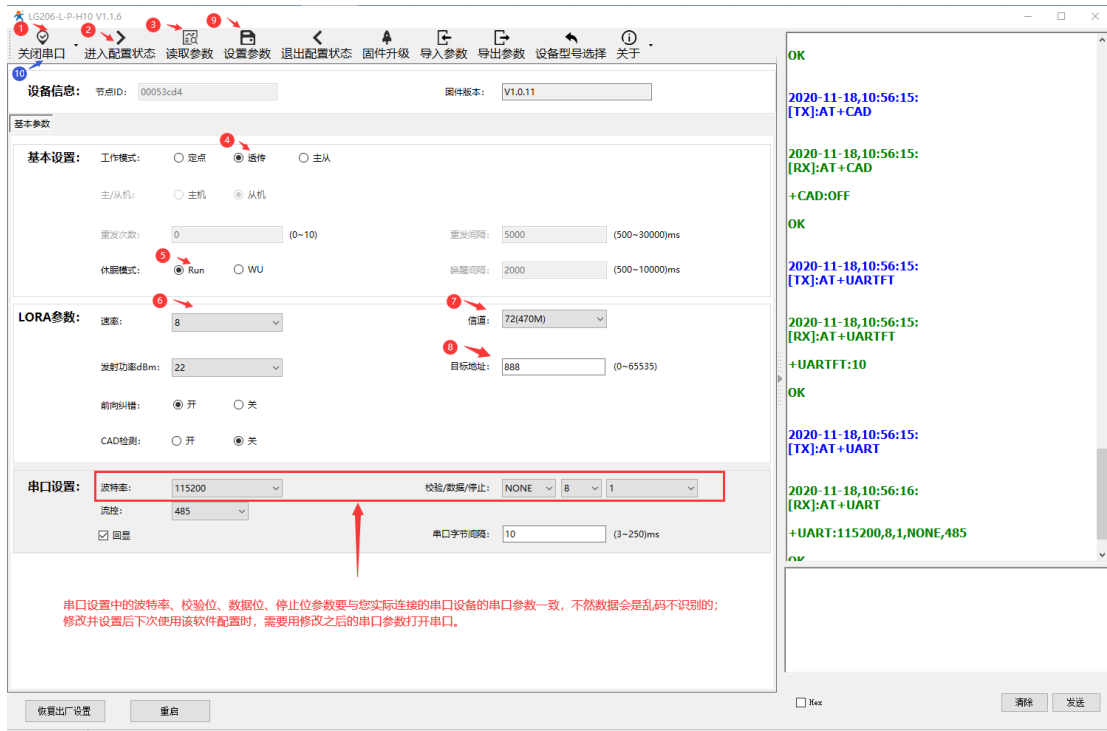 LG206-L-P-H10 V1.1.6
1 2 3 9
关闭串口 进入配置状态 读取参数 设置参数 退出配置状态 固件升级 导入参数 导出参数 设备型号选择 关于
10
设备信息: 节点ID: 00053cd4 固件版本: V1.0.11
基本参数
4
基本设置: 工作模式: 定点 透传 主从
主/从机: 主机 从机
重发次数: 0 (0~10) 重发间隔: 5000 (500~30000)ms
5
休眠模式: Run WU 唤醒间隔: 2000 (500~10000)ms
6 7
LORA参数: 速率: 8 信道: 72(470M)
8
发射功率dBm: 22 目标地址: 888 (0~65535)
前向纠错: 开 关
CAD检测: 开 关
串口设置: 波特率: 115200 校验/数据/停止: NONE 8 1
流控: 485
回显 串口字节间隔: 10 (3~250)ms
串口设置中的波特率、校验位、数据位、停止位参数要与您实际连接的串口设备的串口参数一致，不然数据会是乱码不识别的；
修改并设置后下次使用该软件配置时，需要用修改之后的串口参数打开串口。
恢复出厂设置 重启
OK
2020-11-18,10:56:15:
[TX]:AT+CAD
2020-11-18,10:56:15:
[RX]:AT+CAD
+CAD:OFF
OK
2020-11-18,10:56:15:
[TX]:AT+UARTFT
2020-11-18,10:56:15:
[RX]:AT+UARTFT
+UARTFT:10
OK
2020-11-18,10:56:15:
[TX]:AT+UART
2020-11-18,10:56:16:
[RX]:AT+UART
+UART:115200,8,1,NONE,485
OK
Hex 清除 发送